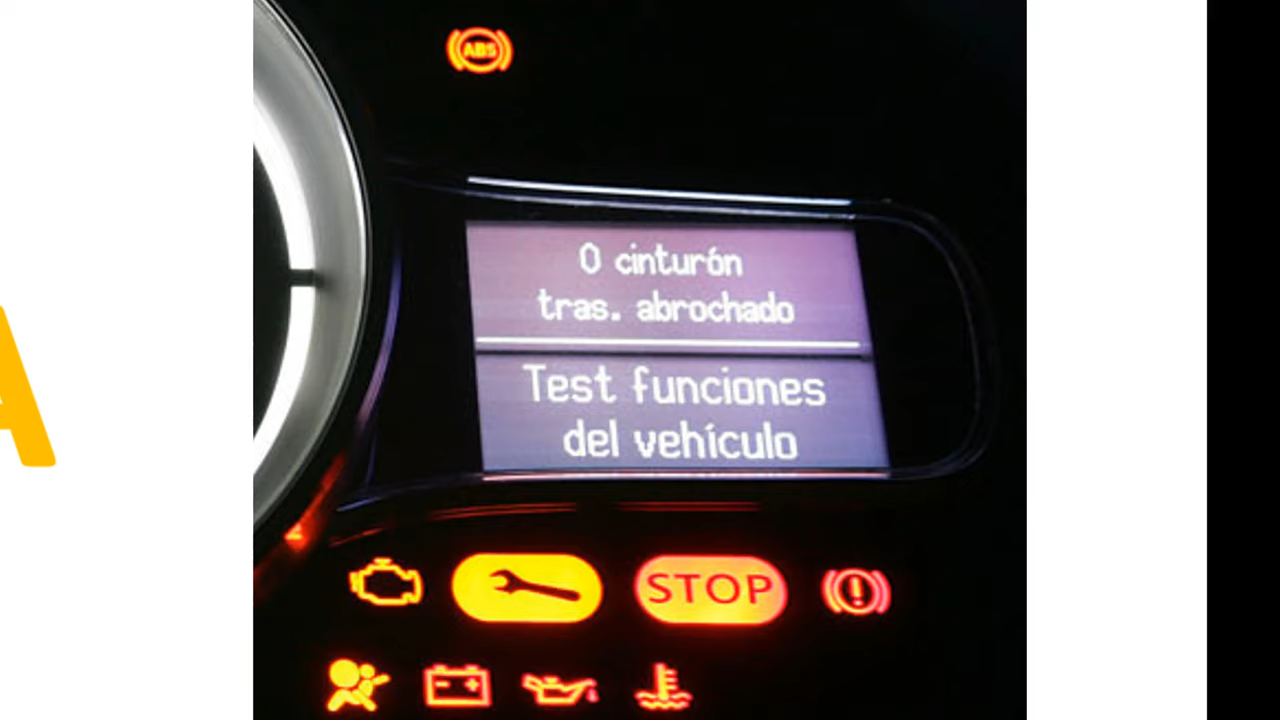 A
ABS
0 cinturón
tras. abrochado
Test funciones
del vehículo
STOP